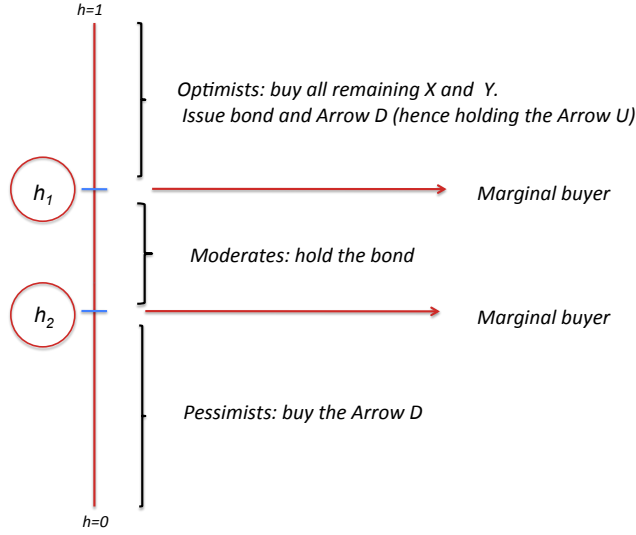 h=1
Optimists: buy all remaining X and Y.
Issue bond and Arrow D (hence holding the Arrow U)
h1
Marginal buyer
Moderates: hold the bond
h2
Marginal buyer
Pessimists: buy the Arrow D
h=0